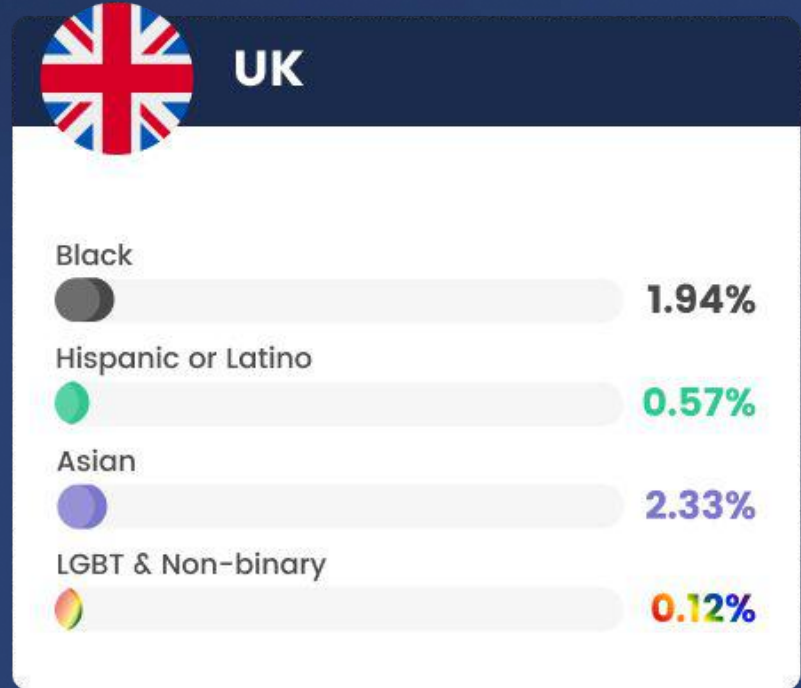 UK
Black
1.94%
Hispanic or Latino
0.57%
Asian
2.33%
LGBT & Non-binary
0.12%